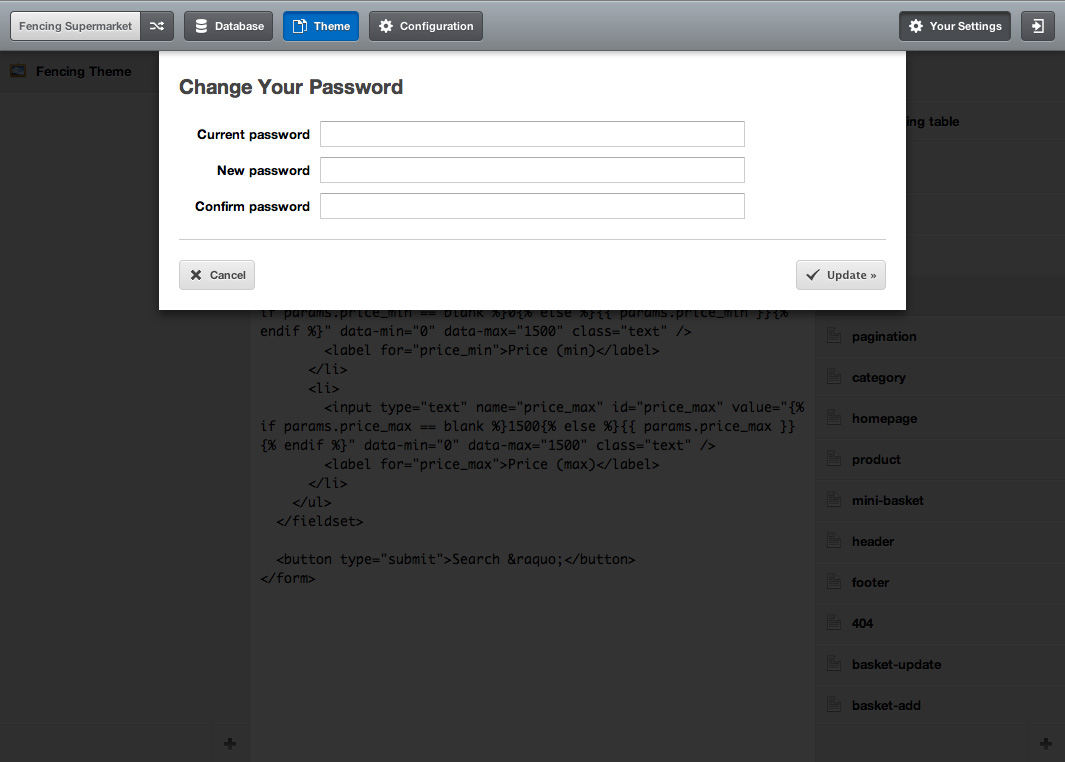 Fencing Supermarket
Database
Theme
Configuration
Your Settings
Fencing Theme
Change Your Password
Current password
New password
Confirm password
Cancel
Update »
ing table
if params.price_min == blank %}0{% else %}{{ params.price_min }}{%
endif %}" data-min="0" data-max="1500" class="text" />
<label for="price_min">Price (min)</label>
</li>
<li>
<input type="text" name="price_max" id="price_max" value="{%
if params.price_max == blank %}1500{% else %}{{ params.price_max }}
{% endif %}" data-min="0" data-max="1500" class="text" />
<label for="price_max">Price (max)</label>
</li>
</ul>
</fieldset>
<button type="submit">Search &raquo;</button>
</form>
pagination
category
homepage
product
mini-basket
header
footer
404
basket-update
basket-add